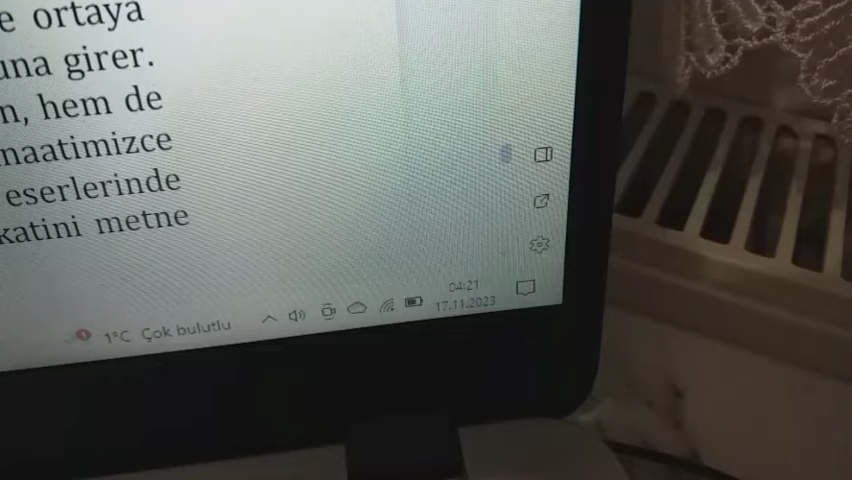 e ortaya
una girer.
n, hem de
naatimizce
eserlerinde
katini metne
1°C Çok bulutlu
04:21
17.11.2023